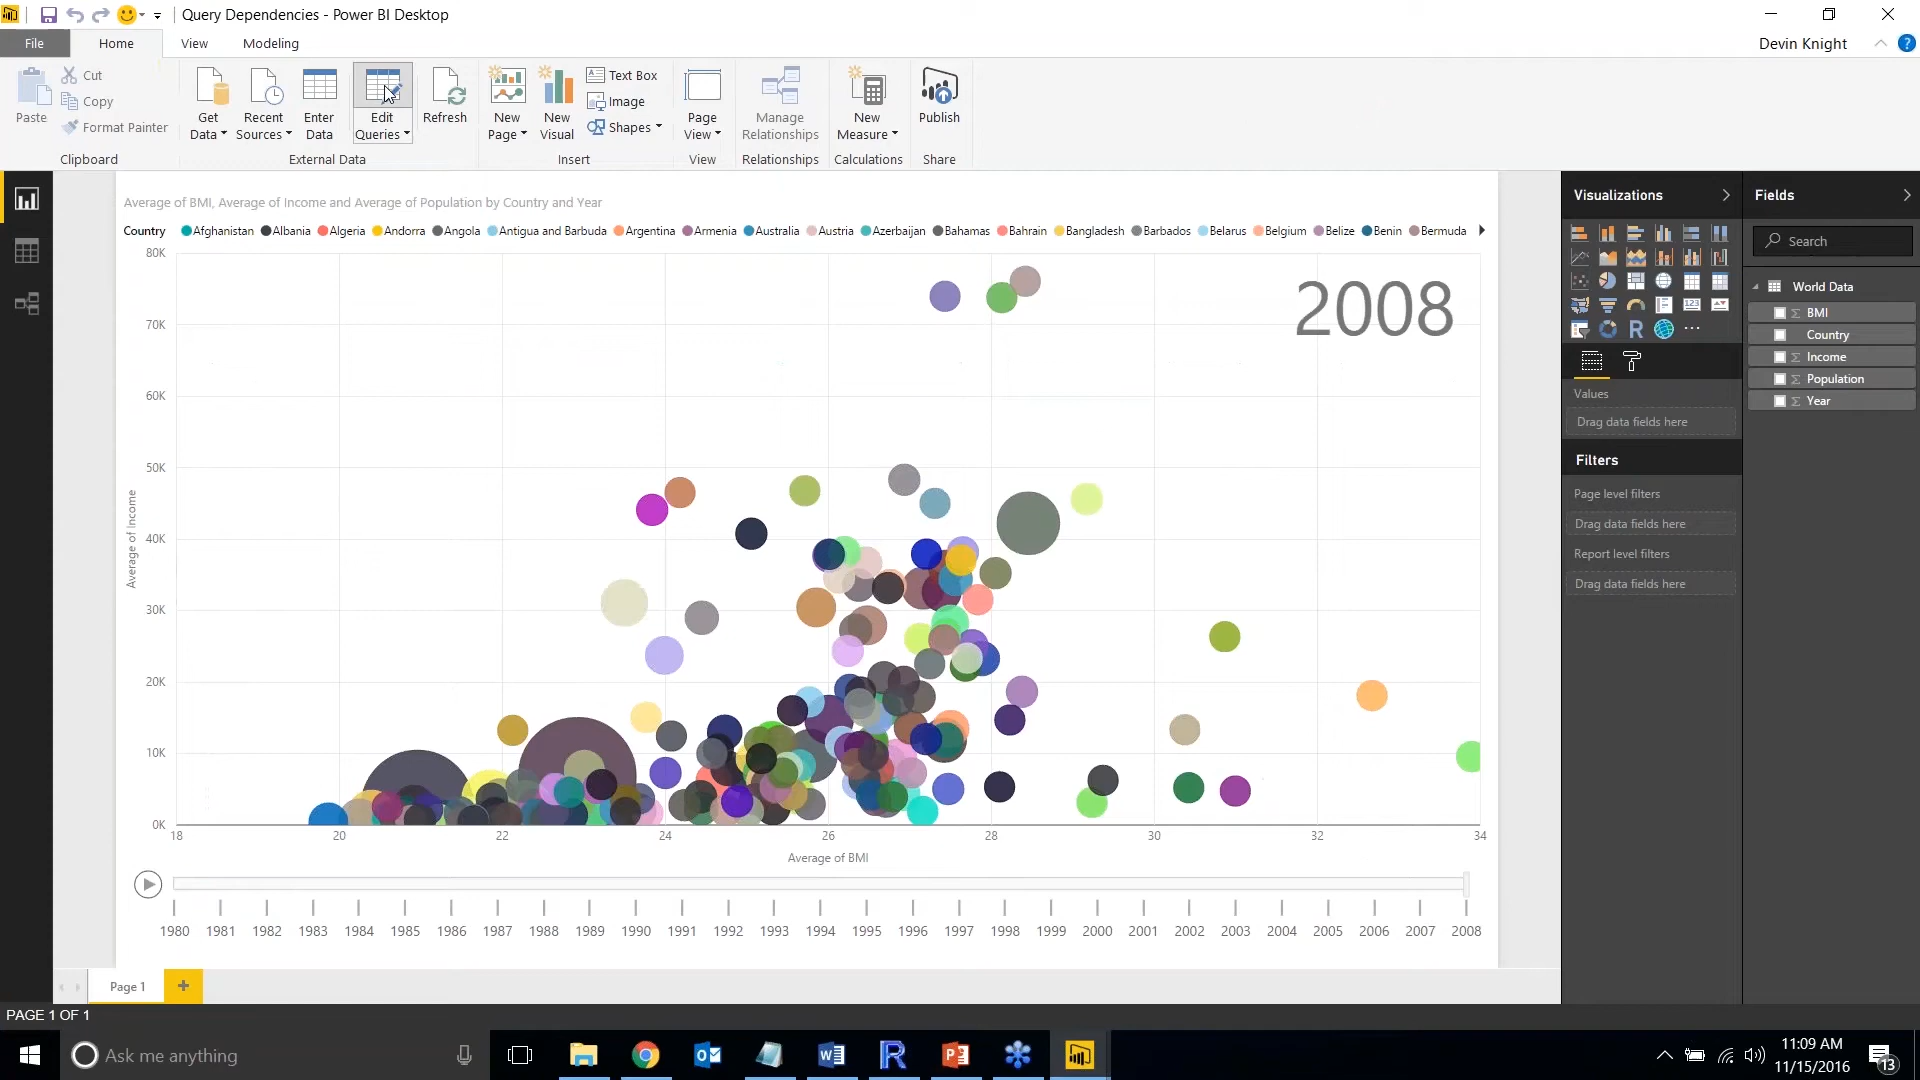 Query Dependencies - Power BI Desktop
File Home View Modeling Devin Knight ?
Paste Cut Copy Format Painter
Get Data Recent Sources Enter Data Edit Queries Refresh
New Page New Visual Text Box Image Shapes
Page View Manage Relationships New Measure Publish
Clipboard External Data Insert View Relationships Calculations Share
Average of BMI, Average of Income and Average of Population by Country and Year
Country Afghanistan Albania Algeria Andorra Angola Antigua and Barbuda Argentina Armenia Australia Austria Azerbaijan Bahamas Bahrain Bangladesh Barbados Belarus Belgium Belize Benin Bermuda
80K
70K
60K
50K
40K
30K
20K
10K
0K
Average of Income
2008
18 20 22 24 26 28 30 32 34
Average of BMI
1980 1981 1982 1983 1984 1985 1986 1987 1988 1989 1990 1991 1992 1993 1994 1995 1996 1997 1998 1999 2000 2001 2002 2003 2004 2005 2006 2007 2008
Visualizations
R
Values
Drag data fields here
Filters
Page level filters
Drag data fields here
Report level filters
Drag data fields here
Fields
Search
World Data
Σ BMI
Country
Σ Income
Σ Population
Σ Year
Page 1 +
PAGE 1 OF 1
Ask me anything
11:09 AM
11/15/2016
13